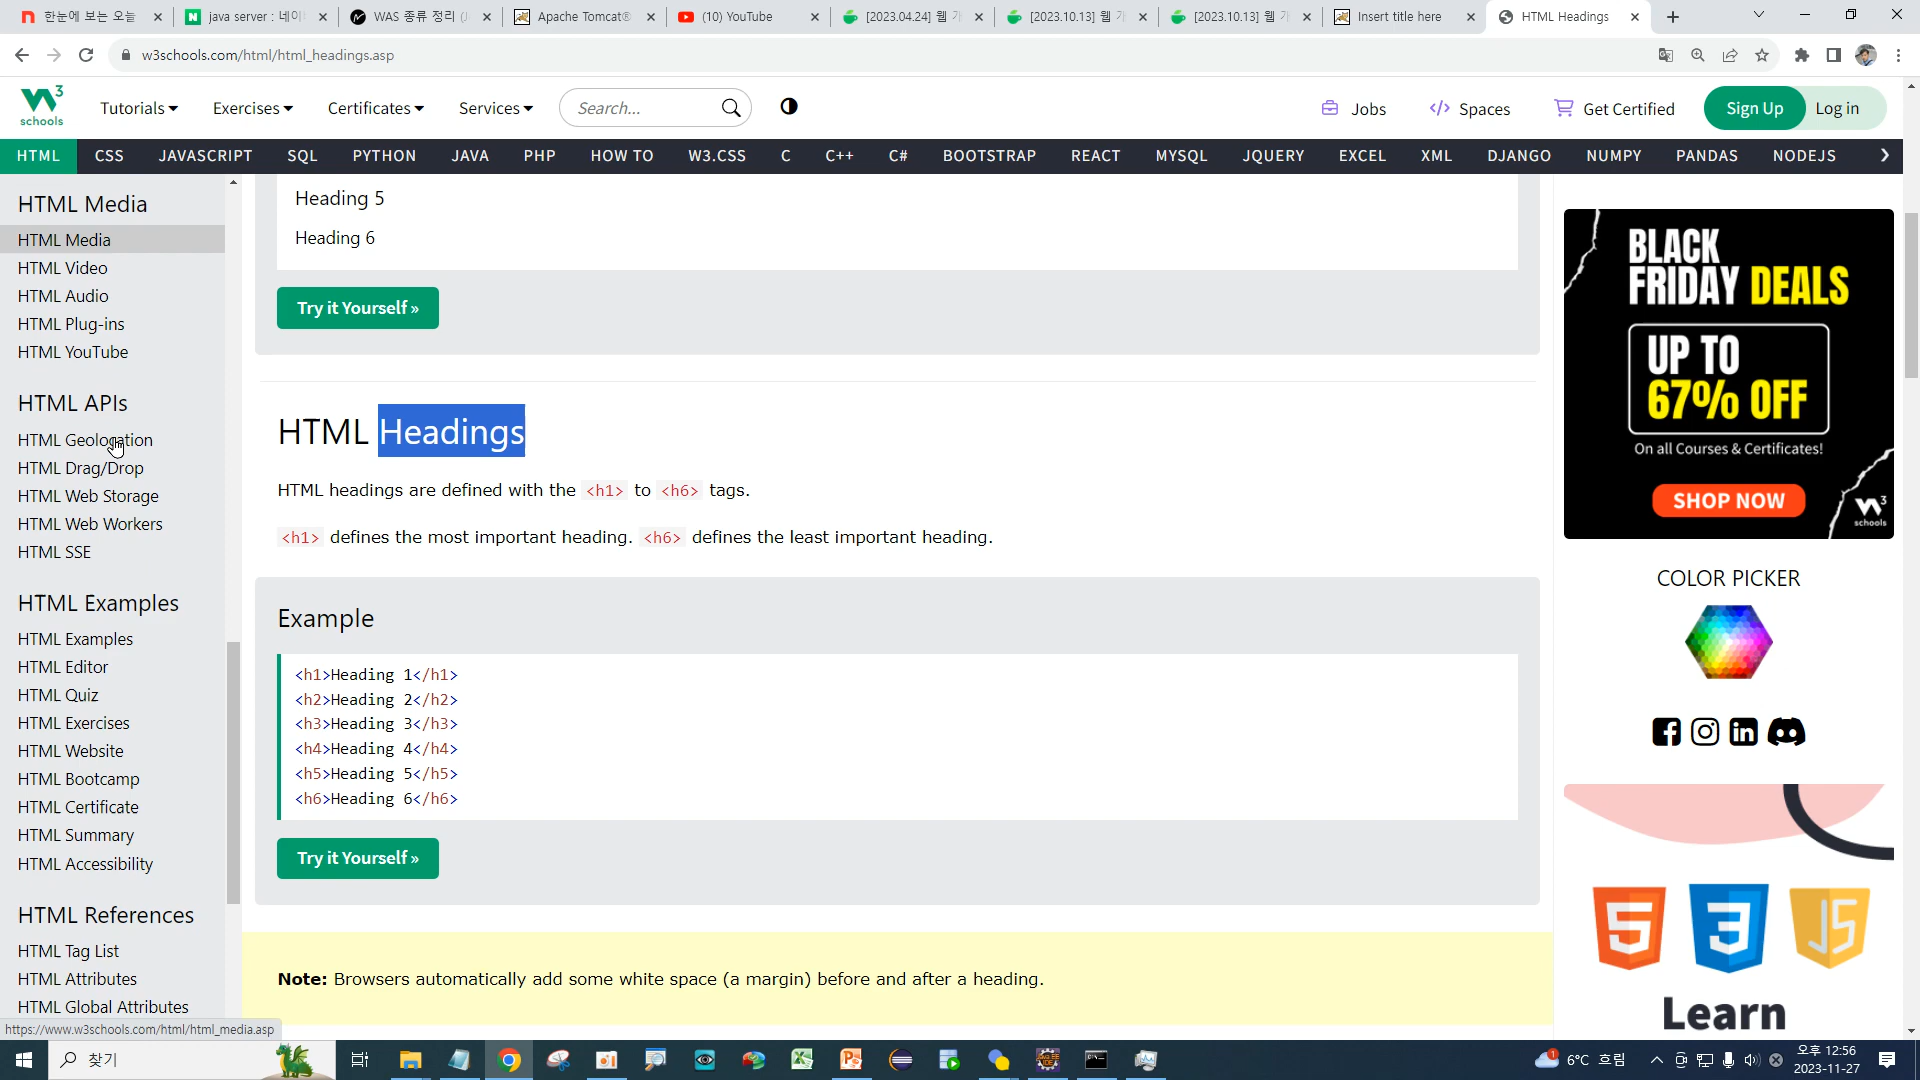 한눈에 보는 오늘
java server : 네이
WAS 종류 정리 (J
Apache Tomcat®
(10) YouTube
[2023.04.24] 웹 가
[2023.10.13] 웹 가
[2023.10.13] 웹 가
Insert title here
HTML Headings
w3schools.com/html/html_headings.asp
W3
schools
Tutorials
Exercises
Certificates
Services
Search...
Jobs
Spaces
Get Certified
Sign Up
Log in
HTML CSS JAVASCRIPT SQL PYTHON JAVA PHP HOW TO W3.CSS C C++ C# BOOTSTRAP REACT MYSQL JQUERY EXCEL XML DJANGO NUMPY PANDAS NODEJS
HTML Media
HTML Media
HTML Video
HTML Audio
HTML Plug-ins
HTML YouTube
HTML APIs
HTML Geolocation
HTML Drag/Drop
HTML Web Storage
HTML Web Workers
HTML SSE
HTML Examples
HTML Examples
HTML Editor
HTML Quiz
HTML Exercises
HTML Website
HTML Bootcamp
HTML Certificate
HTML Summary
HTML Accessibility
HTML References
HTML Tag List
HTML Attributes
HTML Global Attributes
https://www.w3schools.com/html/html_media.asp
Heading 5
Heading 6
Try it Yourself »
HTML Headings
HTML headings are defined with the <h1> to <h6> tags.
<h1> defines the most important heading. <h6> defines the least important heading.
Example
<h1>Heading 1</h1>
<h2>Heading 2</h2>
<h3>Heading 3</h3>
<h4>Heading 4</h4>
<h5>Heading 5</h5>
<h6>Heading 6</h6>
Try it Yourself »
Note: Browsers automatically add some white space (a margin) before and after a heading.
BLACK
FRIDAY DEALS
UP TO
67% OFF
On all Courses & Certificates!
SHOP NOW
W3
schools
COLOR PICKER
5
3
JS
Learn
찾기
1
6°C 흐림
오후 12:56
2023-11-27